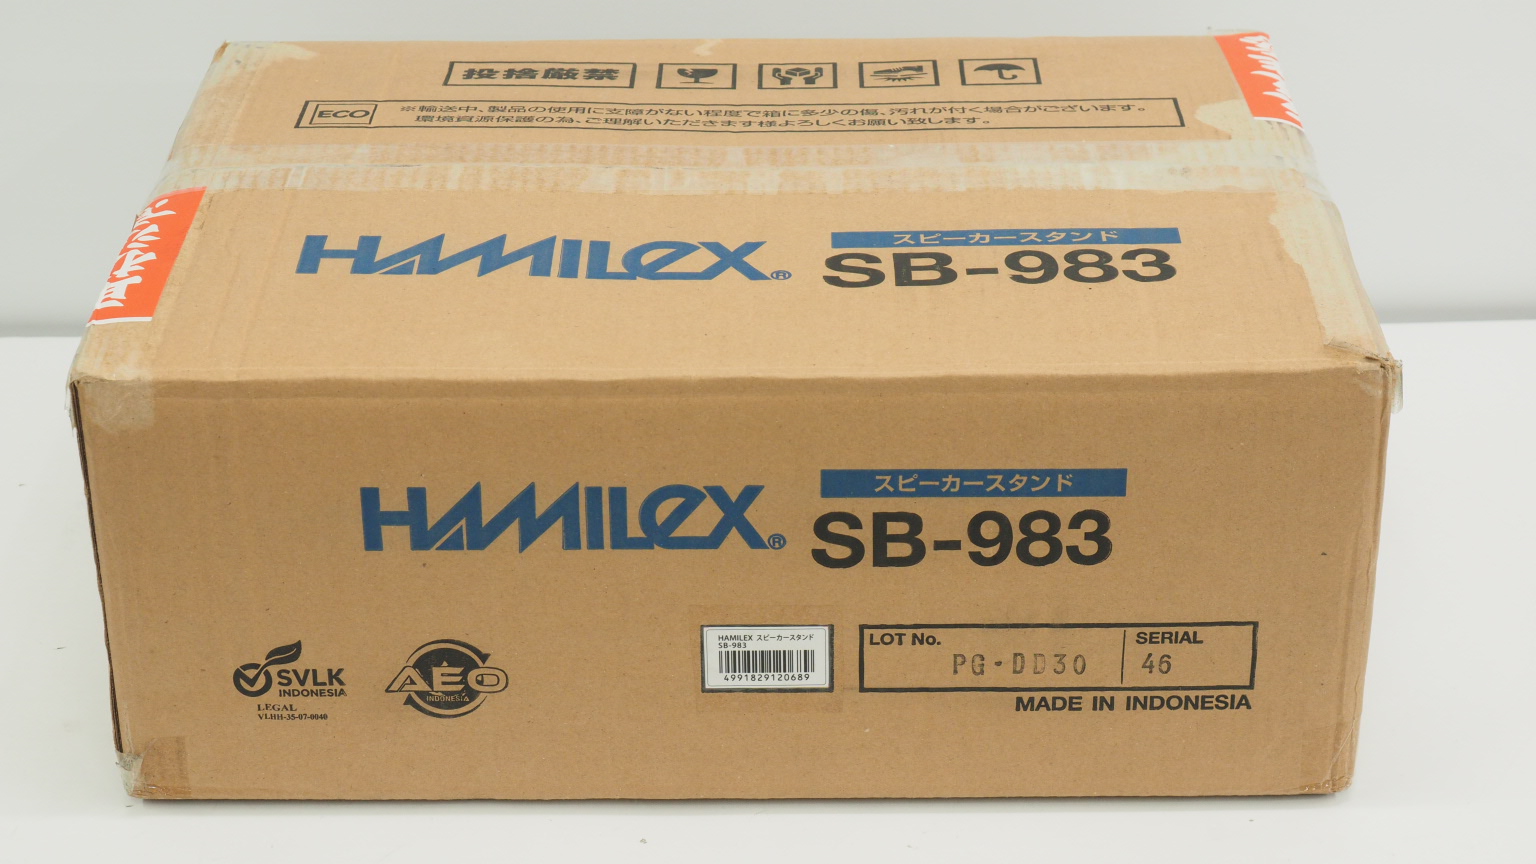 投捨厳禁
ECO
※輸送中、製品の使用に支障がない程度で箱に多少の傷、汚れが付く場合がございます。
環境資源保護の為、ご理解いただきます様よろしくお願い致します。
HAMILEX®
スピーカースタンド
SB-983
HAMILEX®
スピーカースタンド
SB-983
SVLK
INDONESIA
LEGAL
VLHH-35-07-0040
AEO
INDONESIA
HAMILEX スピーカースタンド
SB-983
4991829120689
LOT No.
PG・DD30
SERIAL
46
MADE IN INDONESIA